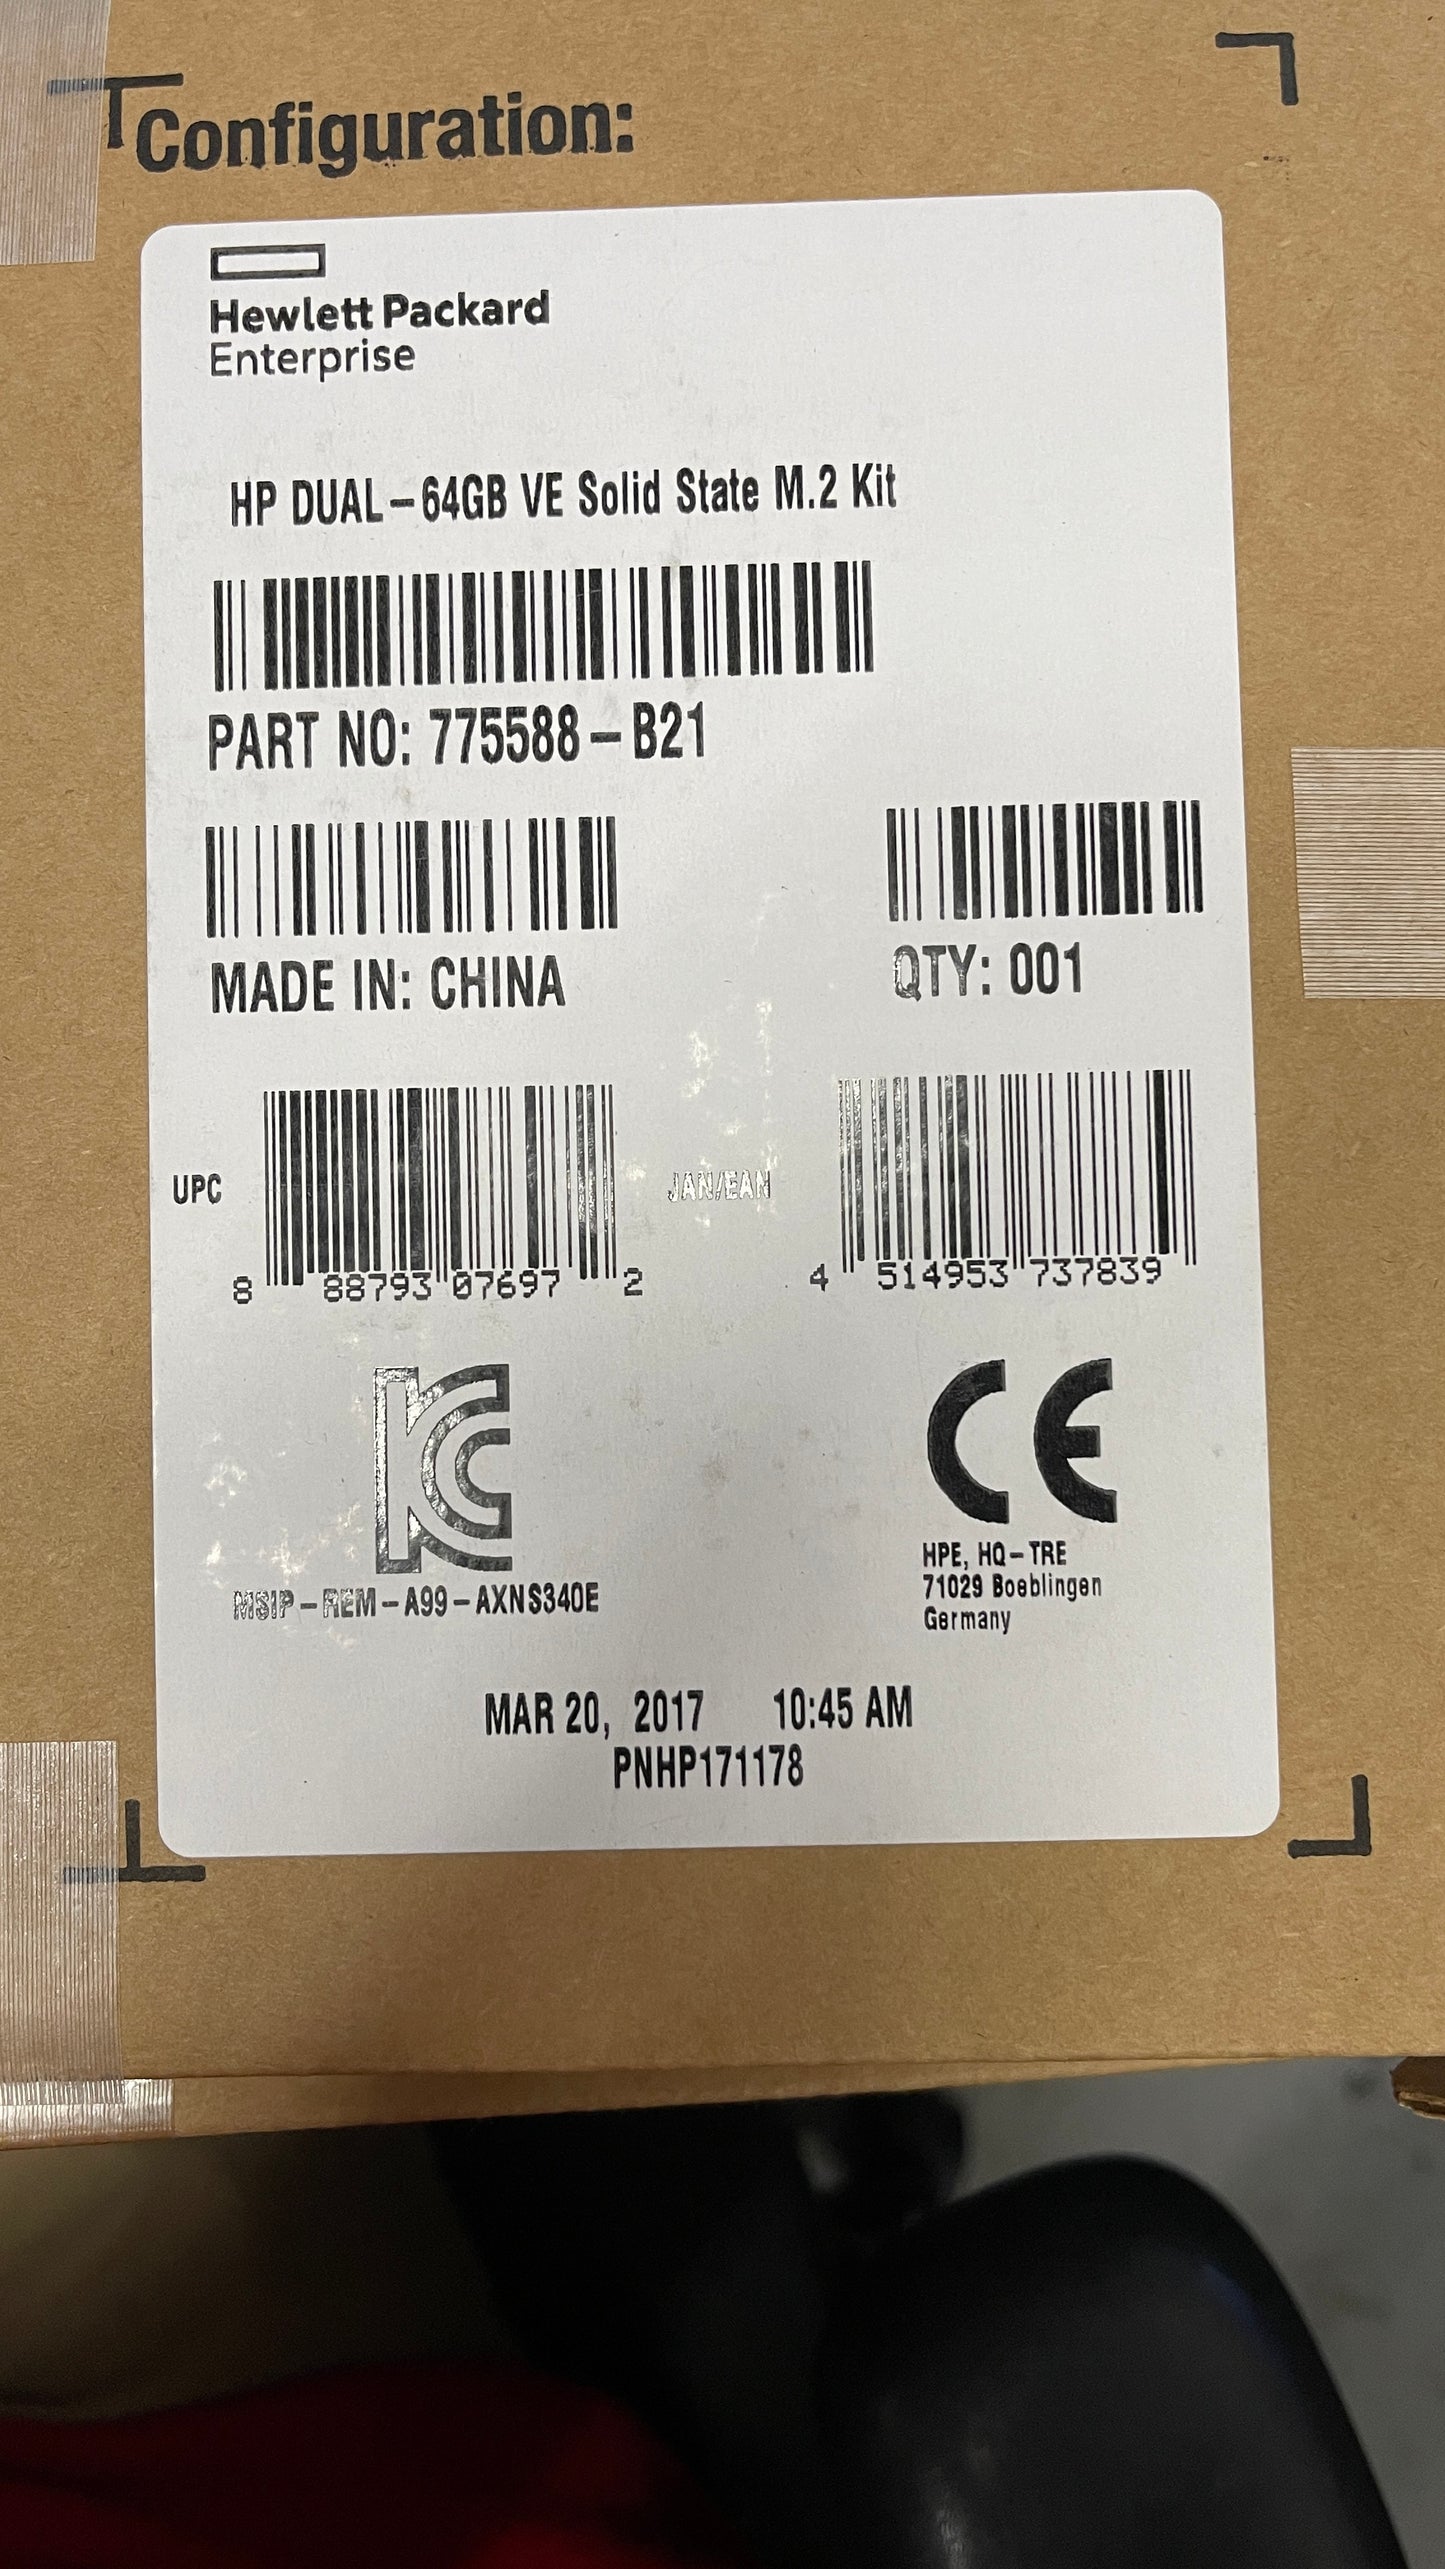 Configuration:
Hewlett Packard
Enterprise
HP DUAL-64GB VE Solid State M.2 Kit
PART NO: 775588-B21
MADE IN: CHINA
QTY: 001
UPC
8 88793 07697 2
JAN/EAN
4 514953 737839
MSIP-REM-A99-AXNS340E
CE
HPE, HQ-TRE
71029 Boeblingen
Germany
MAR 20, 2017 10:45 AM
PNHP171178